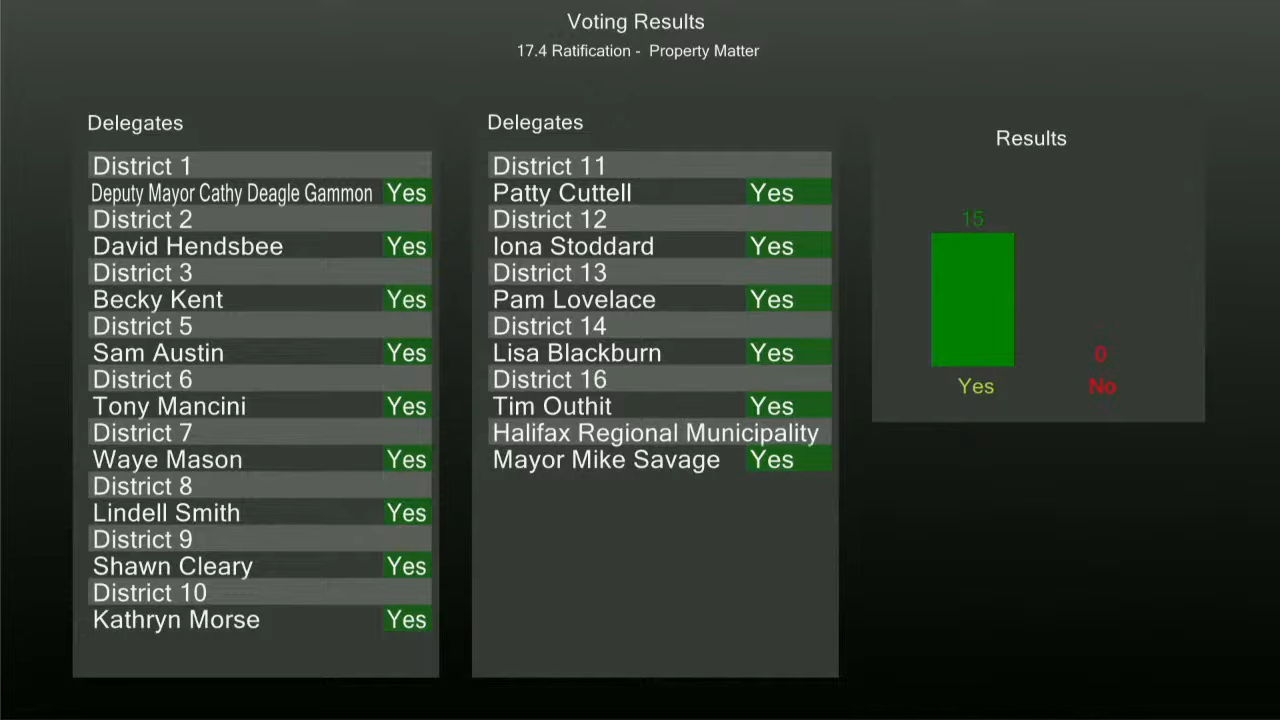 Voting Results
17.4 Ratification - Property Matter
Delegates
District 1
Deputy Mayor Cathy Deagle Gammon Yes
District 2
David Hendsbee Yes
District 3
Becky Kent Yes
District 5
Sam Austin Yes
District 6
Tony Mancini Yes
District 7
Waye Mason Yes
District 8
Lindell Smith Yes
District 9
Shawn Cleary Yes
District 10
Kathryn Morse Yes
Delegates
District 11
Patty Cuttell Yes
District 12
Iona Stoddard Yes
District 13
Pam Lovelace Yes
District 14
Lisa Blackburn Yes
District 16
Tim Outhit Yes
Halifax Regional Municipality
Mayor Mike Savage Yes
Results
15
0
Yes No